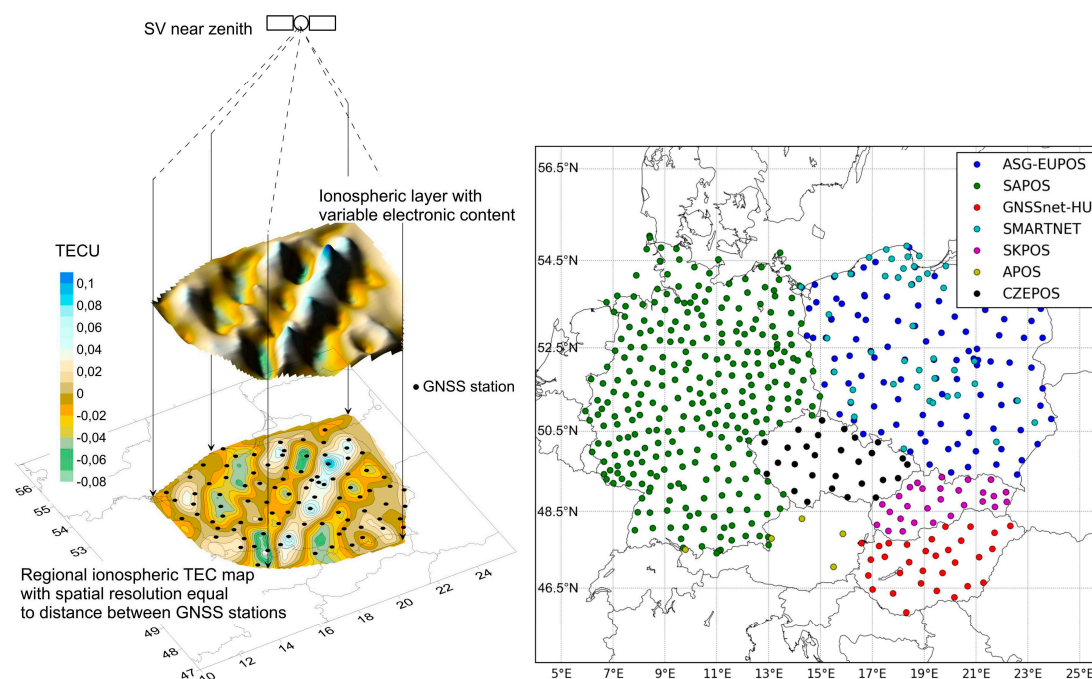 SV near zenith
Ionospheric layer with
variable electronic content
TECU
0,1
0,08
0,06
0,04
0,02
0
-0.02
-0,04
-0,06
-0,08
GNSS station
Regional ionospheric TEC map
with spatial resolution equal
to distance between GNSS stations
56
55
54
53
49
48
47
10
12
14
16
18
20
22
24
56.5°N
54.5°N
52.5°N
50.5°N
48.5°N
46.5°N
5°E
7°E
9°E
11°E
13°E
15°E
17°E
19°E
21°E
23°E
25°E
ASG-EUPOS
SAPOS
GNSSnet-HU
SMARTNET
SKPOS
APOS
CZEPOS